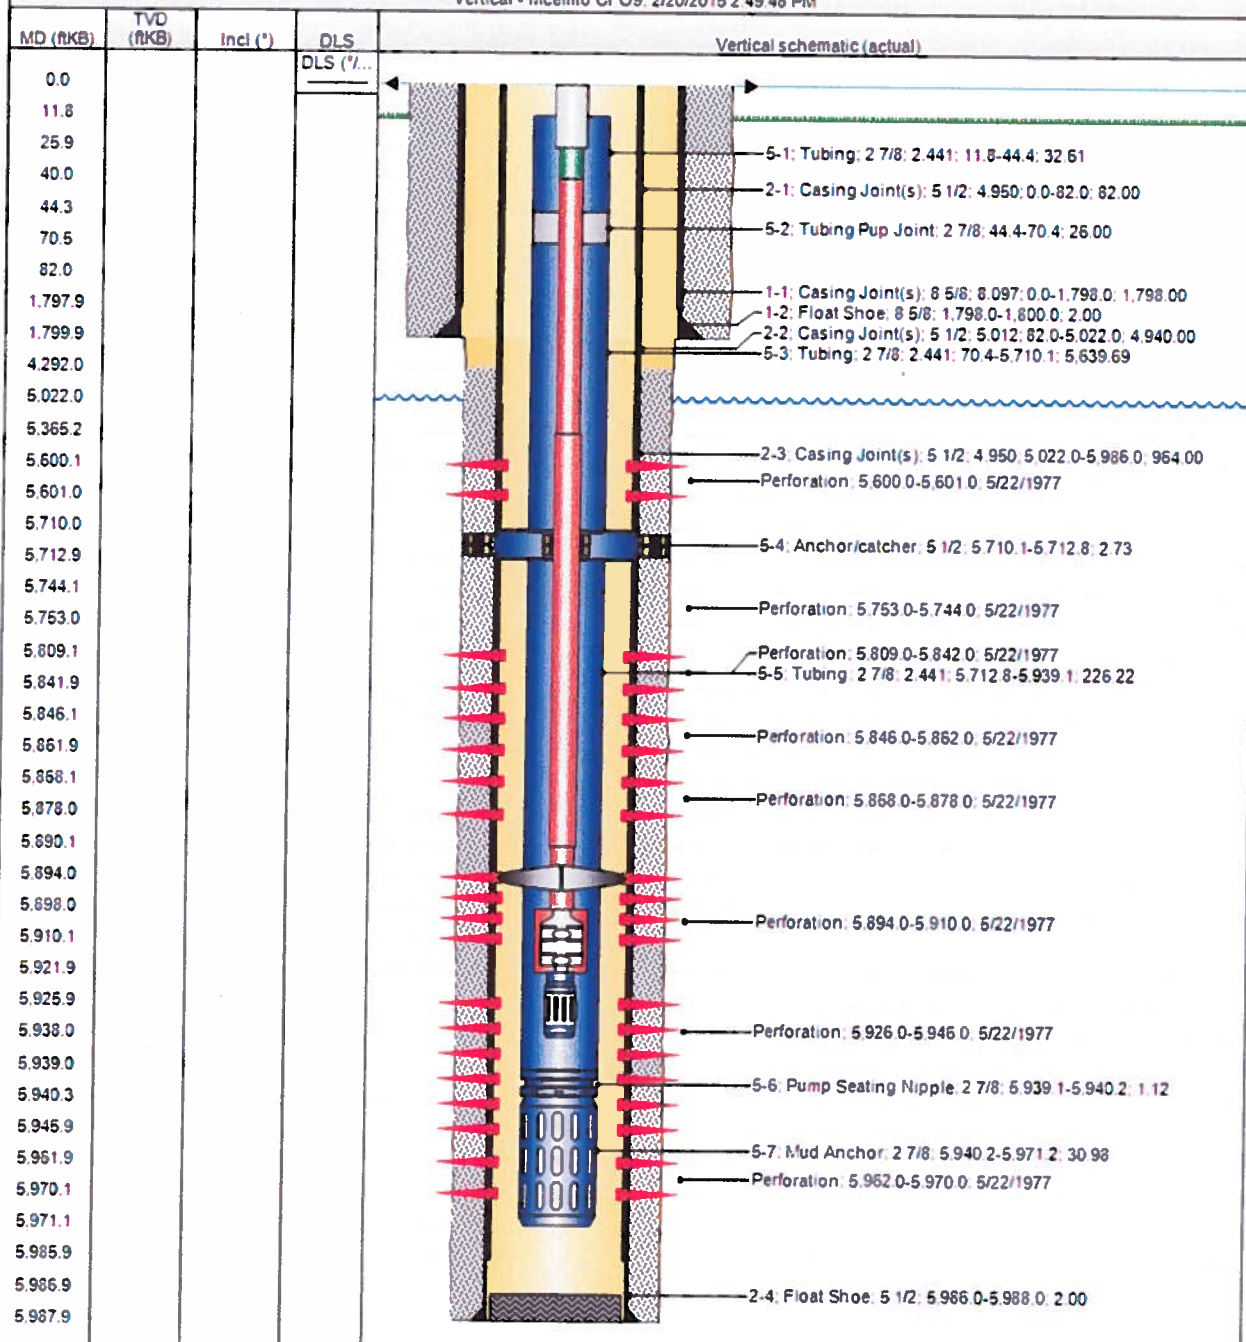 Vertical - 2/20/2015 2:49:48 PM
MD (ftKB)
TVD (ftKB)
Incl (°)
DLS
DLS (°/...
Vertical schematic (actual)
0.0
11.8
25.9
40.0
44.3
70.5
82.0
1,797.9
1,799.9
4,292.0
5,022.0
5,365.2
5,600.1
5,601.0
5,710.0
5,712.9
5,744.1
5,753.0
5,809.1
5,841.9
5,846.1
5,861.9
5,868.1
5,878.0
5,890.1
5,894.0
5,898.0
5,910.1
5,921.9
5,925.9
5,938.0
5,939.0
5,940.3
5,945.9
5,961.9
5,970.1
5,971.1
5,985.9
5,986.9
5,987.9
5-1; Tubing; 2 7/8; 2.441; 11.8-44.4; 32.61
2-1; Casing Joint(s); 5 1/2; 4.950; 0.0-82.0; 82.00
5-2; Tubing Pup Joint; 2 7/8; 44.4-70.4; 26.00
1-1; Casing Joint(s); 8 5/8; 8.097; 0.0-1,798.0; 1,798.00
1-2; Float Shoe; 8 5/8; 1,798.0-1,800.0; 2.00
2-2; Casing Joint(s); 5 1/2; 5.012; 82.0-5,022.0; 4,940.00
5-3; Tubing; 2 7/8; 2.441; 70.4-5,710.1; 5,639.69
2-3; Casing Joint(s); 5 1/2; 4.950; 5,022.0-5,986.0; 964.00
Perforation; 5,600.0-5,601.0; 5/22/1977
5-4; Anchor/catcher; 5 1/2; 5,710.1-5,712.8; 2.73
Perforation; 5,753.0-5,744.0; 5/22/1977
Perforation; 5,809.0-5,842.0; 5/22/1977
5-5; Tubing; 2 7/8; 2.441; 5,712.8-5,939.1; 226.22
Perforation; 5,846.0-5,862.0; 5/22/1977
Perforation; 5,868.0-5,878.0; 5/22/1977
Perforation; 5,894.0-5,910.0; 5/22/1977
Perforation; 5,926.0-5,946.0; 5/22/1977
5-6; Pump Seating Nipple; 2 7/8; 5,939.1-5,940.2; 1.12
5-7; Mud Anchor; 2 7/8; 5,940.2-5,971.2; 30.98
Perforation; 5,962.0-5,970.0; 5/22/1977
2-4; Float Shoe; 5 1/2; 5,986.0-5,988.0; 2.00